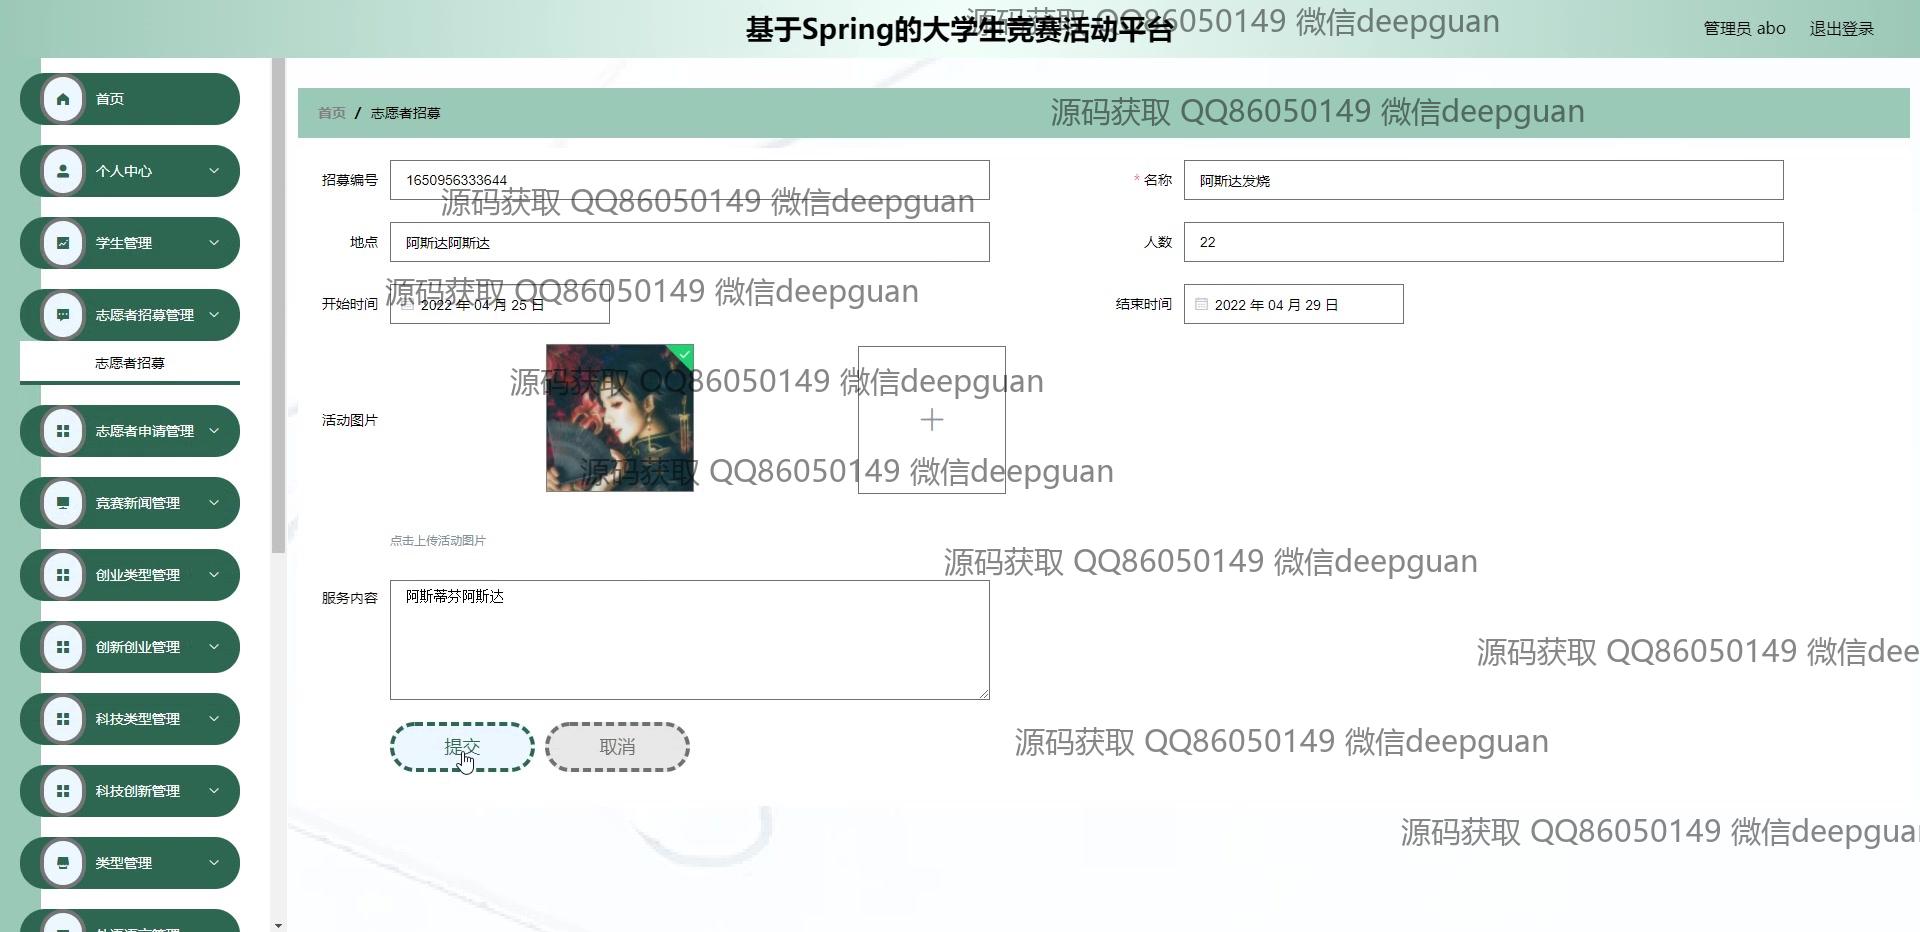 基于Spring的大学生竞赛活动平台
源码获取 QQ86050149 微信deepguan
管理员 abo 退出登录
首页
个人中心
学生管理
志愿者招募管理
志愿者招募
志愿者申请管理
竞赛新闻管理
创业类型管理
创新创业管理
科技类型管理
科技创新管理
类型管理
首页 / 志愿者招募
源码获取 QQ86050149 微信deepguan
招募编号 1650956333644
* 名称 阿斯达发烧
源码获取 QQ86050149 微信deepguan
地点 阿斯达阿斯达
人数 22
源码获取 QQ86050149 微信deepguan
开始时间 2022 年 04 月 25 日
结束时间 2022 年 04 月 29 日
源码获取 QQ86050149 微信deepguan
活动图片
源码获取 QQ86050149 微信deepguan
点击上传活动图片
源码获取 QQ86050149 微信deepguan
服务内容 阿斯蒂芬阿斯达
源码获取 QQ86050149 微信dee
提交 取消
源码获取 QQ86050149 微信deepguan
源码获取 QQ86050149 微信deepgua